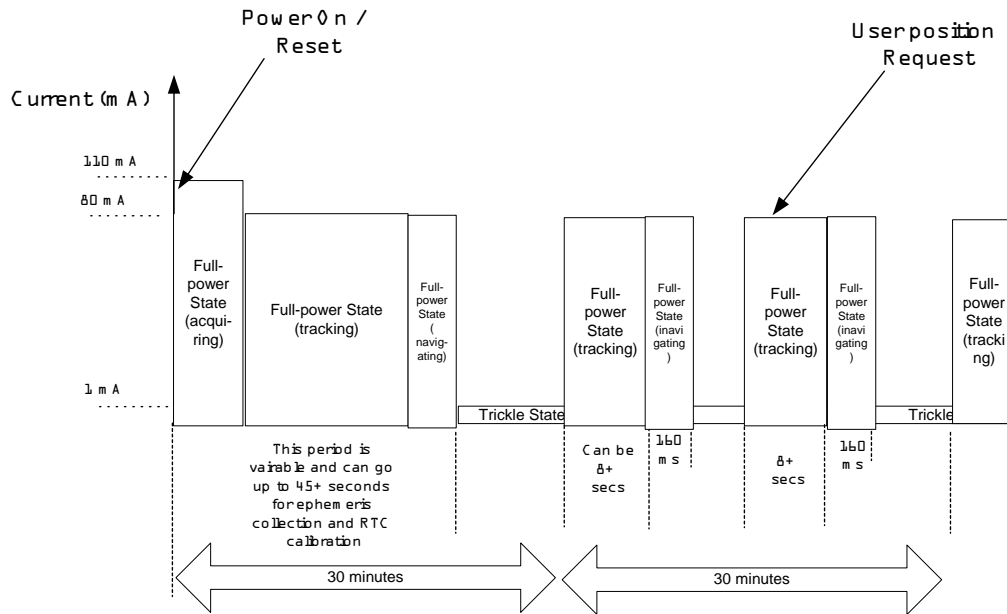 Power On /
Reset
User position
Request
Current (mA)
110 mA
80 mA
1 mA
Full-
power
State
(acqui-
ring)
Full-power State
(tracking)
Full-
power
State
(
navig-
ating)
Trickle State
Full-
power
State
(tracking)
Full-
power
State
(inavi
gating
)
Full-
power
State
(tracking)
Full-
power
State
(inavi
gating
)
Trickle
Full-
power
State
(tracki
ng)
This period is
variable and can go
up to 45+ seconds
for ephemeris
collection and RTC
calibration
Can be
8+
secs
160
ms
8+
secs
160
ms
30 minutes
30 minutes